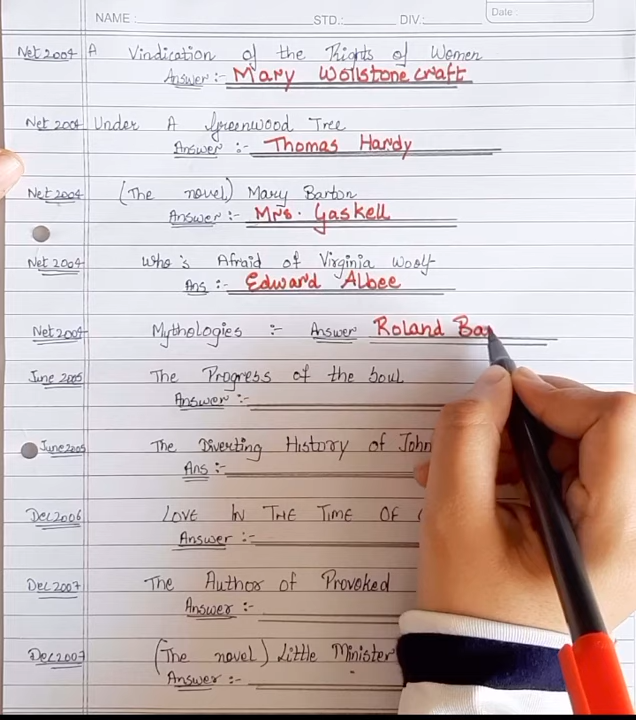 NAME : STD.: DIV.: Date :
Net 2004 A Vindication of the Rights of Women
Answer :- Mary Wollstonecraft
Net 2004 Under A Greenwood Tree
Answer :- Thomas Hardy
Net 2004 (The novel) Mary Barton
Answer :- Mrs. Gaskell
Net 2004 Who's Afraid of Virginia Woolf
Ans :- Edward Albee
Net 2004 Mythologies :- Answer Roland Ba
June 2005 The Progress of the Soul
Answer :-
June 2005 The Diverting History of John
Ans :-
Dec 2006 LOVE IN THE TIME OF
Answer :-
Dec 2007 The Author of Provoked
Answer :-
Dec 2007 (The novel) Little Minister
Answer :-